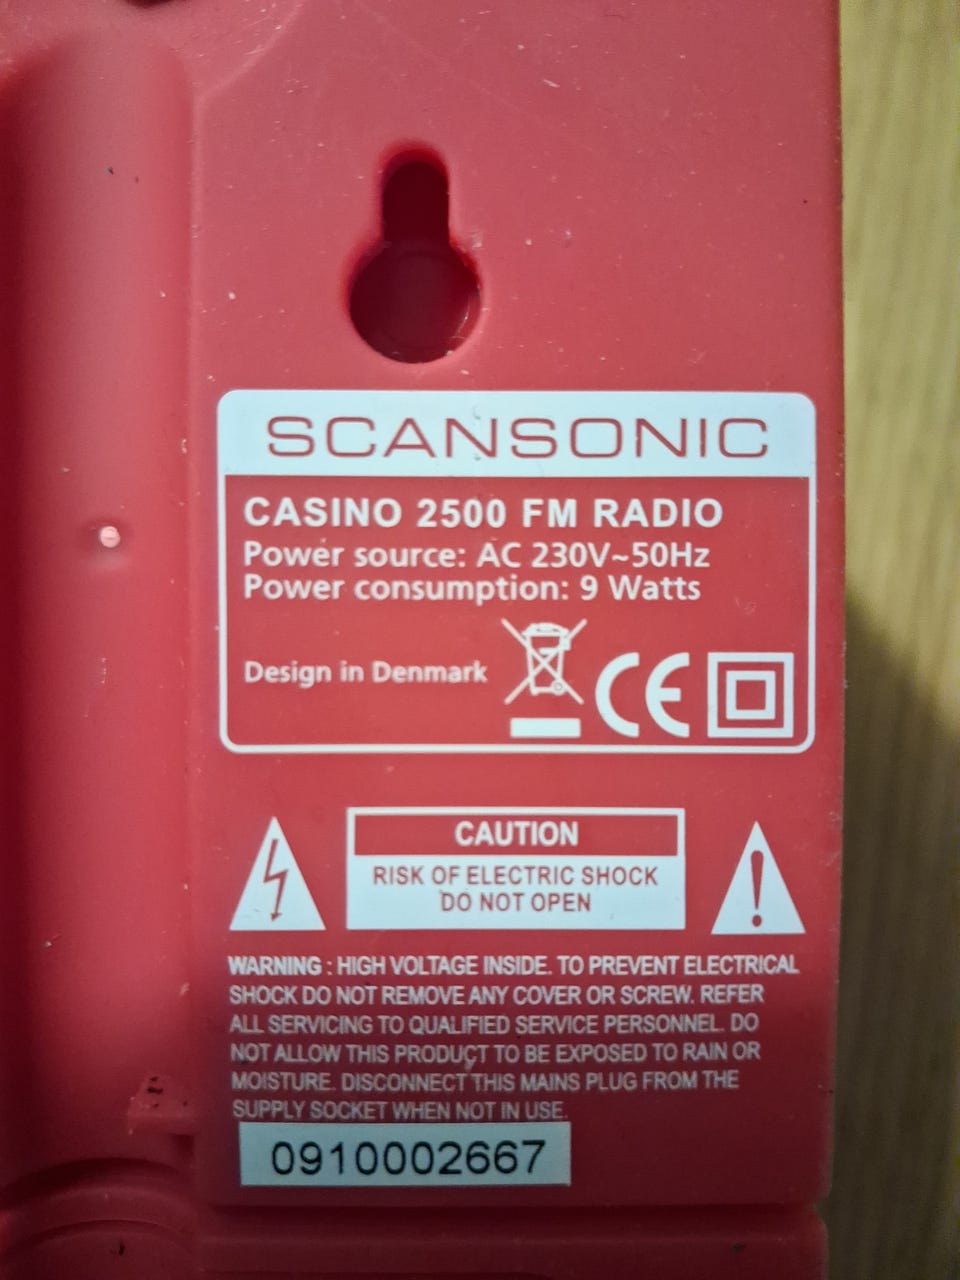 SCANSONIC
CASINO 2500 FM RADIO
Power source: AC 230V~50Hz
Power consumption: 9 Watts
Design in Denmark
CE
CAUTION
RISK OF ELECTRIC SHOCK
DO NOT OPEN
WARNING : HIGH VOLTAGE INSIDE. TO PREVENT ELECTRICAL
SHOCK DO NOT REMOVE ANY COVER OR SCREW. REFER
ALL SERVICING TO QUALIFIED SERVICE PERSONNEL. DO
NOT ALLOW THIS PRODUCT TO BE EXPOSED TO RAIN OR
MOISTURE. DISCONNECT THIS MAINS PLUG FROM THE
SUPPLY SOCKET WHEN NOT IN USE.
0910002667